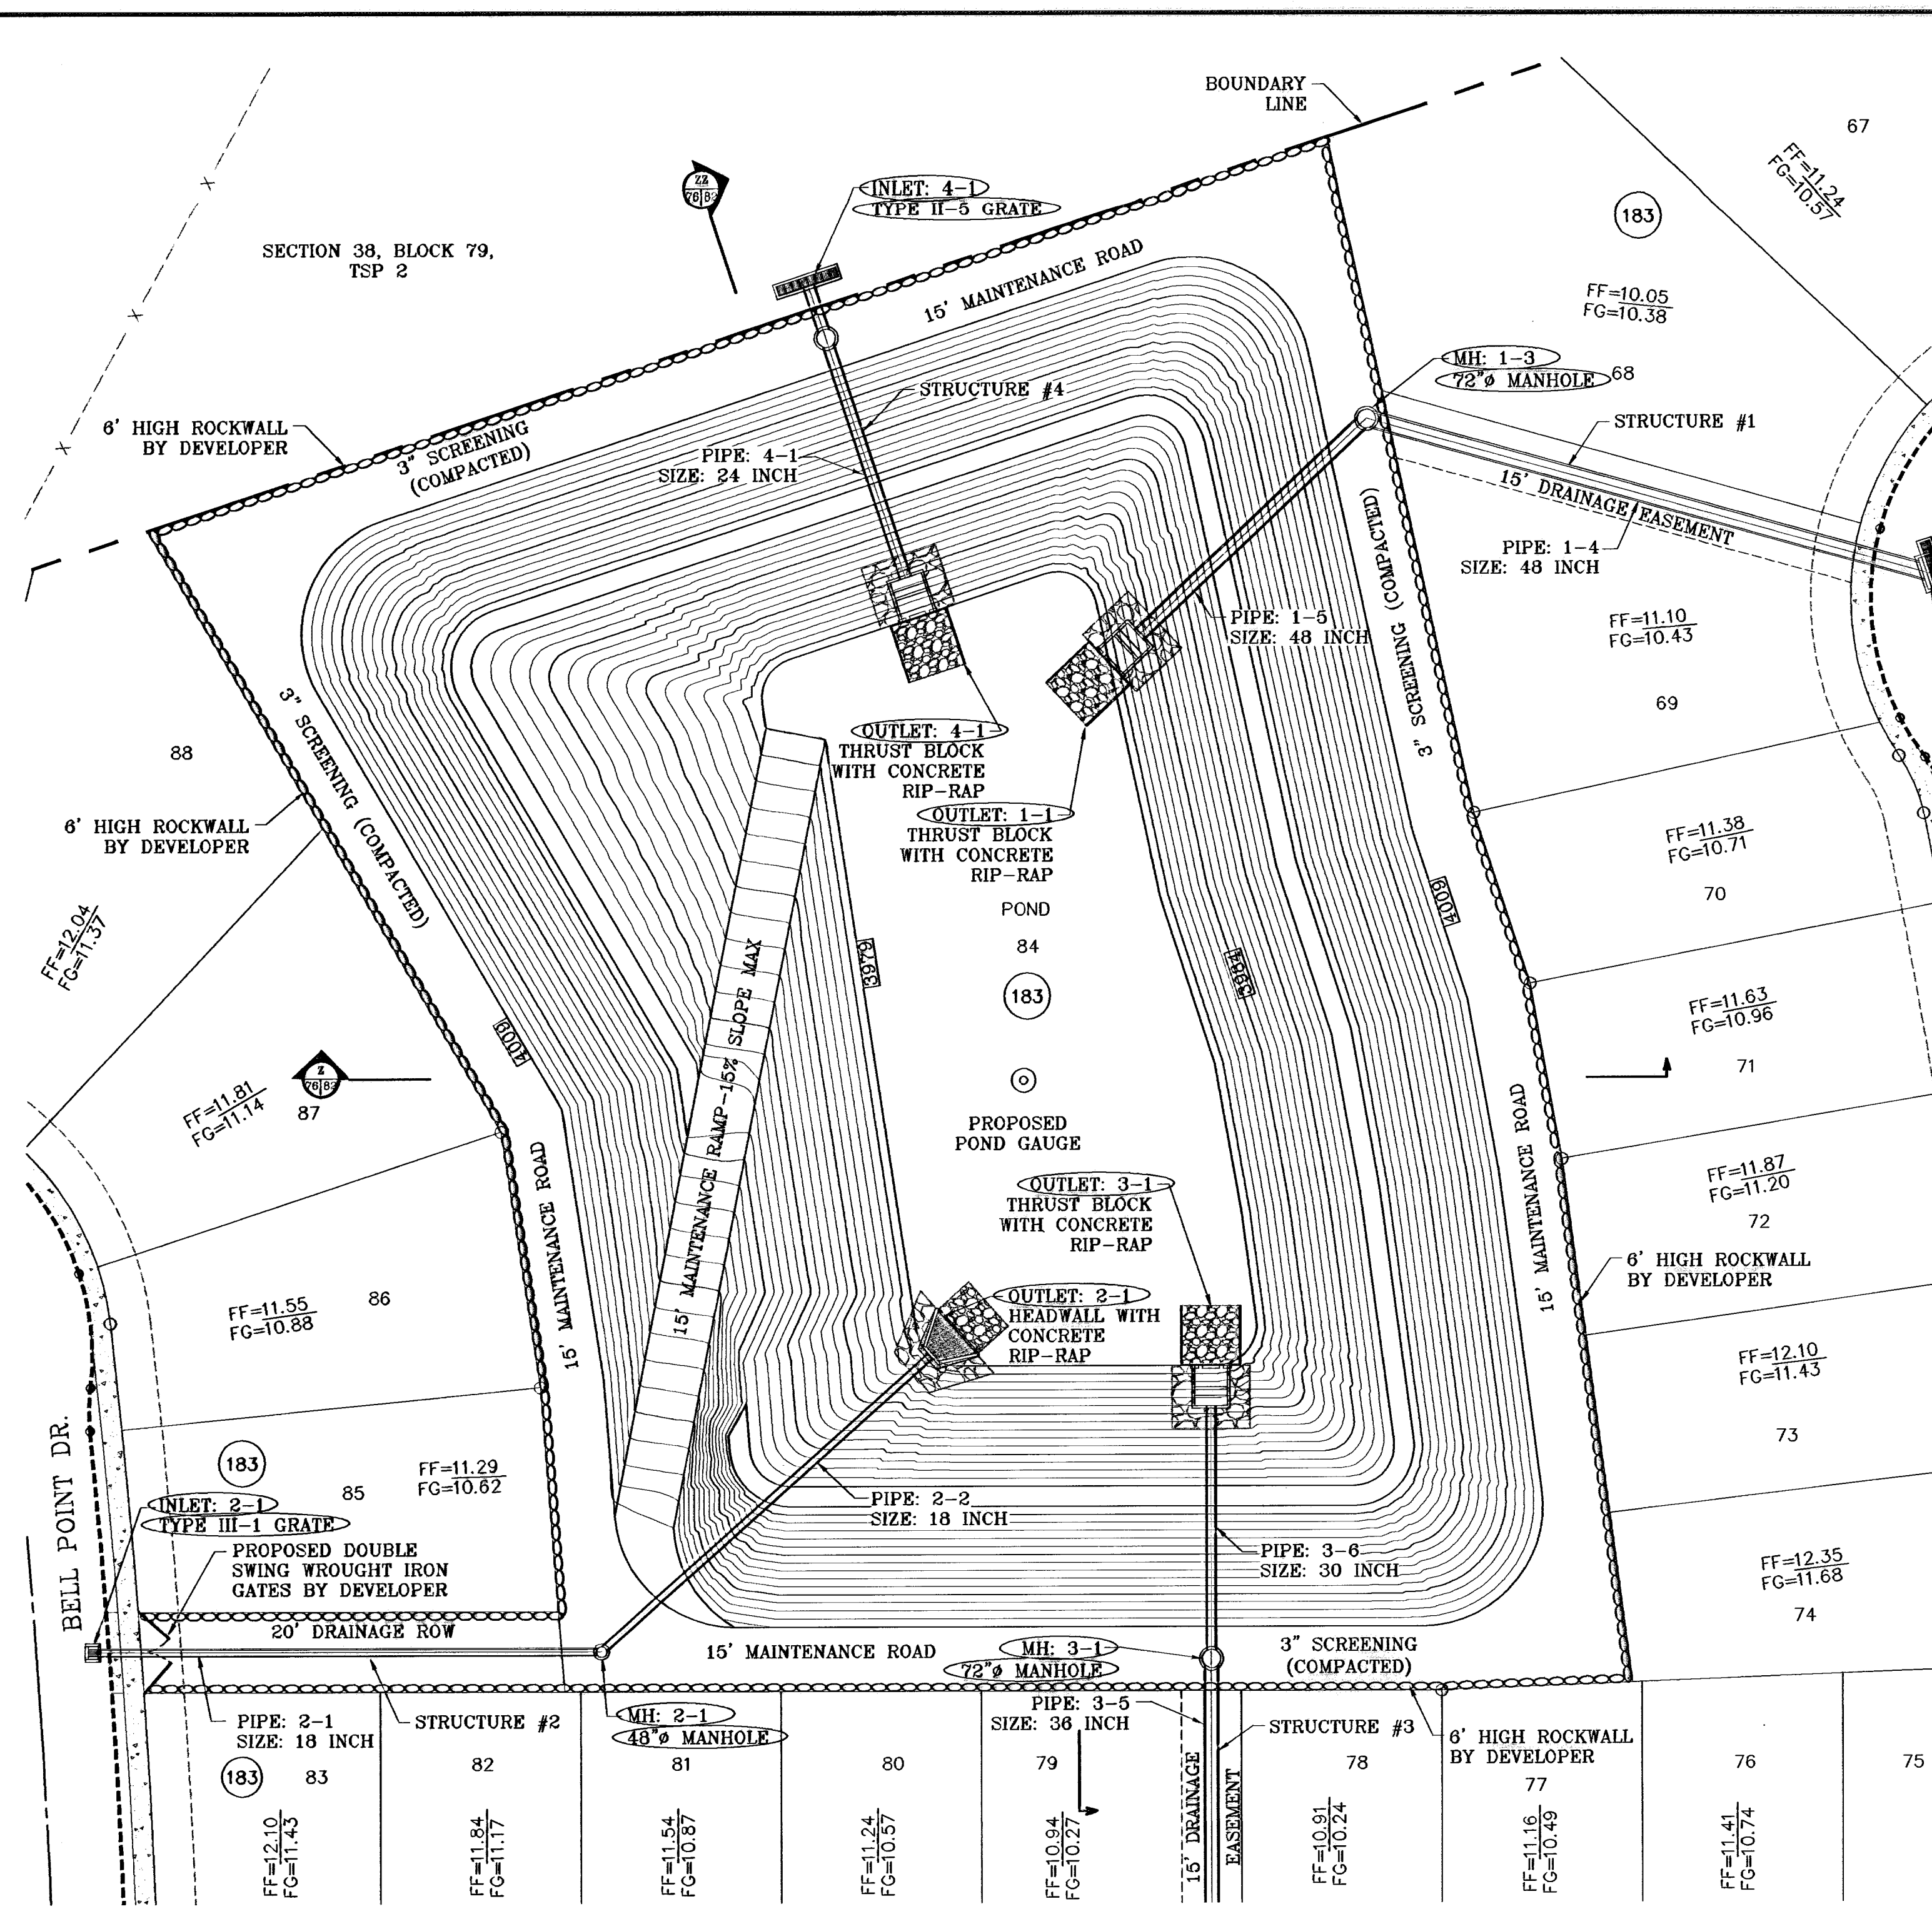 BOUNDARY
LINE
67
FF=11.24
FG=10.57
ZZ
76|82
INLET: 4-1
TYPE II-5 GRATE
183
SECTION 38, BLOCK 79,
TSP 2
15' MAINTENANCE ROAD
FF=10.05
FG=10.38
MH: 1-3
72"ø MANHOLE
68
STRUCTURE #4
STRUCTURE #1
6' HIGH ROCKWALL
BY DEVELOPER
3" SCREENING
(COMPACTED)
PIPE: 4-1
SIZE: 24 INCH
15' DRAINAGE EASEMENT
PIPE: 1-4
SIZE: 48 INCH
3" SCREENING (COMPACTED)
PIPE: 1-5
SIZE: 48 INCH
FF=11.10
FG=10.43
69
88
3" SCREENING (COMPACTED)
OUTLET: 4-1
THRUST BLOCK
WITH CONCRETE
RIP-RAP
OUTLET: 1-1
THRUST BLOCK
WITH CONCRETE
RIP-RAP
6' HIGH ROCKWALL
BY DEVELOPER
FF=11.38
FG=10.71
70
4009
POND
84
183
3979
3984
FF=12.04
FG=11.37
4009
FF=11.63
FG=10.96
71
Z
76|82
FF=11.81
FG=11.14
87
15' MAINTENANCE RAMP-15% SLOPE MAX
PROPOSED
POND GAUGE
15' MAINTENANCE ROAD
15' MAINTENANCE ROAD
FF=11.87
FG=11.20
72
OUTLET: 3-1
THRUST BLOCK
WITH CONCRETE
RIP-RAP
6' HIGH ROCKWALL
BY DEVELOPER
86
FF=11.55
FG=10.88
OUTLET: 2-1
HEADWALL WITH
CONCRETE
RIP-RAP
FF=12.10
FG=11.43
73
BELL POINT DR.
183
85
FF=11.29
FG=10.62
INLET: 2-1
TYPE III-1 GRATE
PROPOSED DOUBLE
SWING WROUGHT IRON
GATES BY DEVELOPER
PIPE: 2-2
SIZE: 18 INCH
PIPE: 3-6
SIZE: 30 INCH
FF=12.35
FG=11.68
74
20' DRAINAGE ROW
15' MAINTENANCE ROAD
MH: 3-1
72"ø MANHOLE
3" SCREENING
(COMPACTED)
PIPE: 2-1
SIZE: 18 INCH
STRUCTURE #2
MH: 2-1
48"ø MANHOLE
PIPE: 3-5
SIZE: 36 INCH
STRUCTURE #3
6' HIGH ROCKWALL
BY DEVELOPER
183
83
82
81
80
79
78
77
76
75
15' DRAINAGE
EASEMENT
FF=12.10
FG=11.43
FF=11.84
FG=11.17
FF=11.54
FG=10.87
FF=11.24
FG=10.57
FF=10.94
FG=10.27
FF=10.91
FG=10.24
FF=11.16
FG=10.49
FF=11.41
FG=10.74